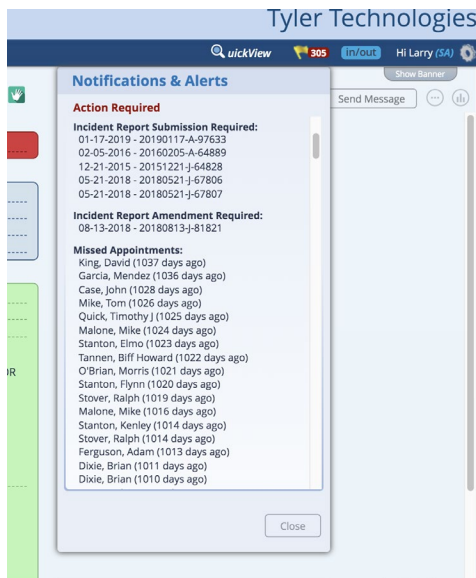 Tyler Technologies
uickView
305
in/out
Hi Larry (SA)
Show Banner
Notifications & Alerts
Send Message
Action Required
Incident Report Submission Required:
01-17-2019 - 20190117-A-97633
02-05-2016 - 20160205-A-64889
12-21-2015 - 20151221-J-64828
05-21-2018 - 20180521-J-67806
05-21-2018 - 20180521-J-67807
Incident Report Amendment Required:
08-13-2018 - 20180813-J-81821
Missed Appointments:
King, David (1037 days ago)
Garcia, Mendez (1036 days ago)
Case, John (1028 days ago)
Mike, Tom (1026 days ago)
Quick, Timothy J (1025 days ago)
Malone, Mike (1024 days ago)
Stanton, Elmo (1023 days ago)
Tannen, Biff Howard (1022 days ago)
O'Brian, Morris (1021 days ago)
OR
Stanton, Flynn (1020 days ago)
Stover, Ralph (1019 days ago)
Malone, Mike (1016 days ago)
Stanton, Kenley (1014 days ago)
Stover, Ralph (1014 days ago)
Ferguson, Adam (1013 days ago)
Dixie, Brian (1011 days ago)
Dixie, Brian (1010 days ago)
Close